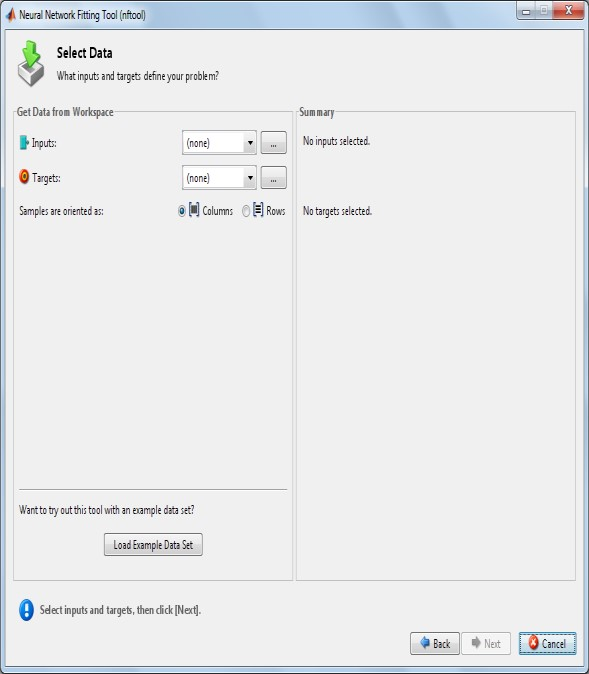 Neural Network Fitting Tool (nftool)
Select Data
What inputs and targets define your problem?
Get Data from Workspace
Inputs: (none) ...
Targets: (none) ...
Samples are oriented as: Columns Rows
Want to try out this tool with an example data set?
Load Example Data Set
Summary
No inputs selected.
No targets selected.
Select inputs and targets, then click [Next].
Back Next Cancel